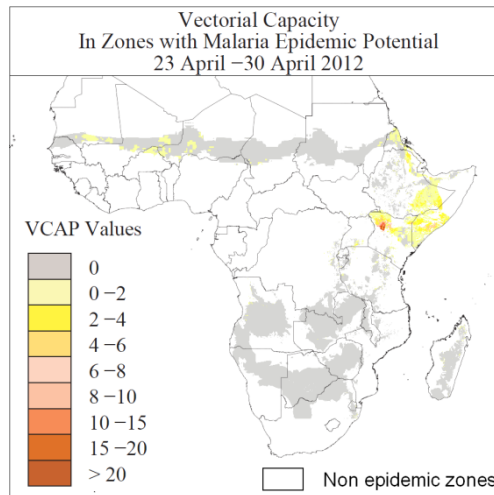 Vectorial Capacity
In Zones with Malaria Epidemic Potential
23 April −30 April 2012
VCAP Values
0
0 −2
2 −4
4 −6
6 −8
8 −10
10 −15
15 −20
> 20
Non epidemic zones